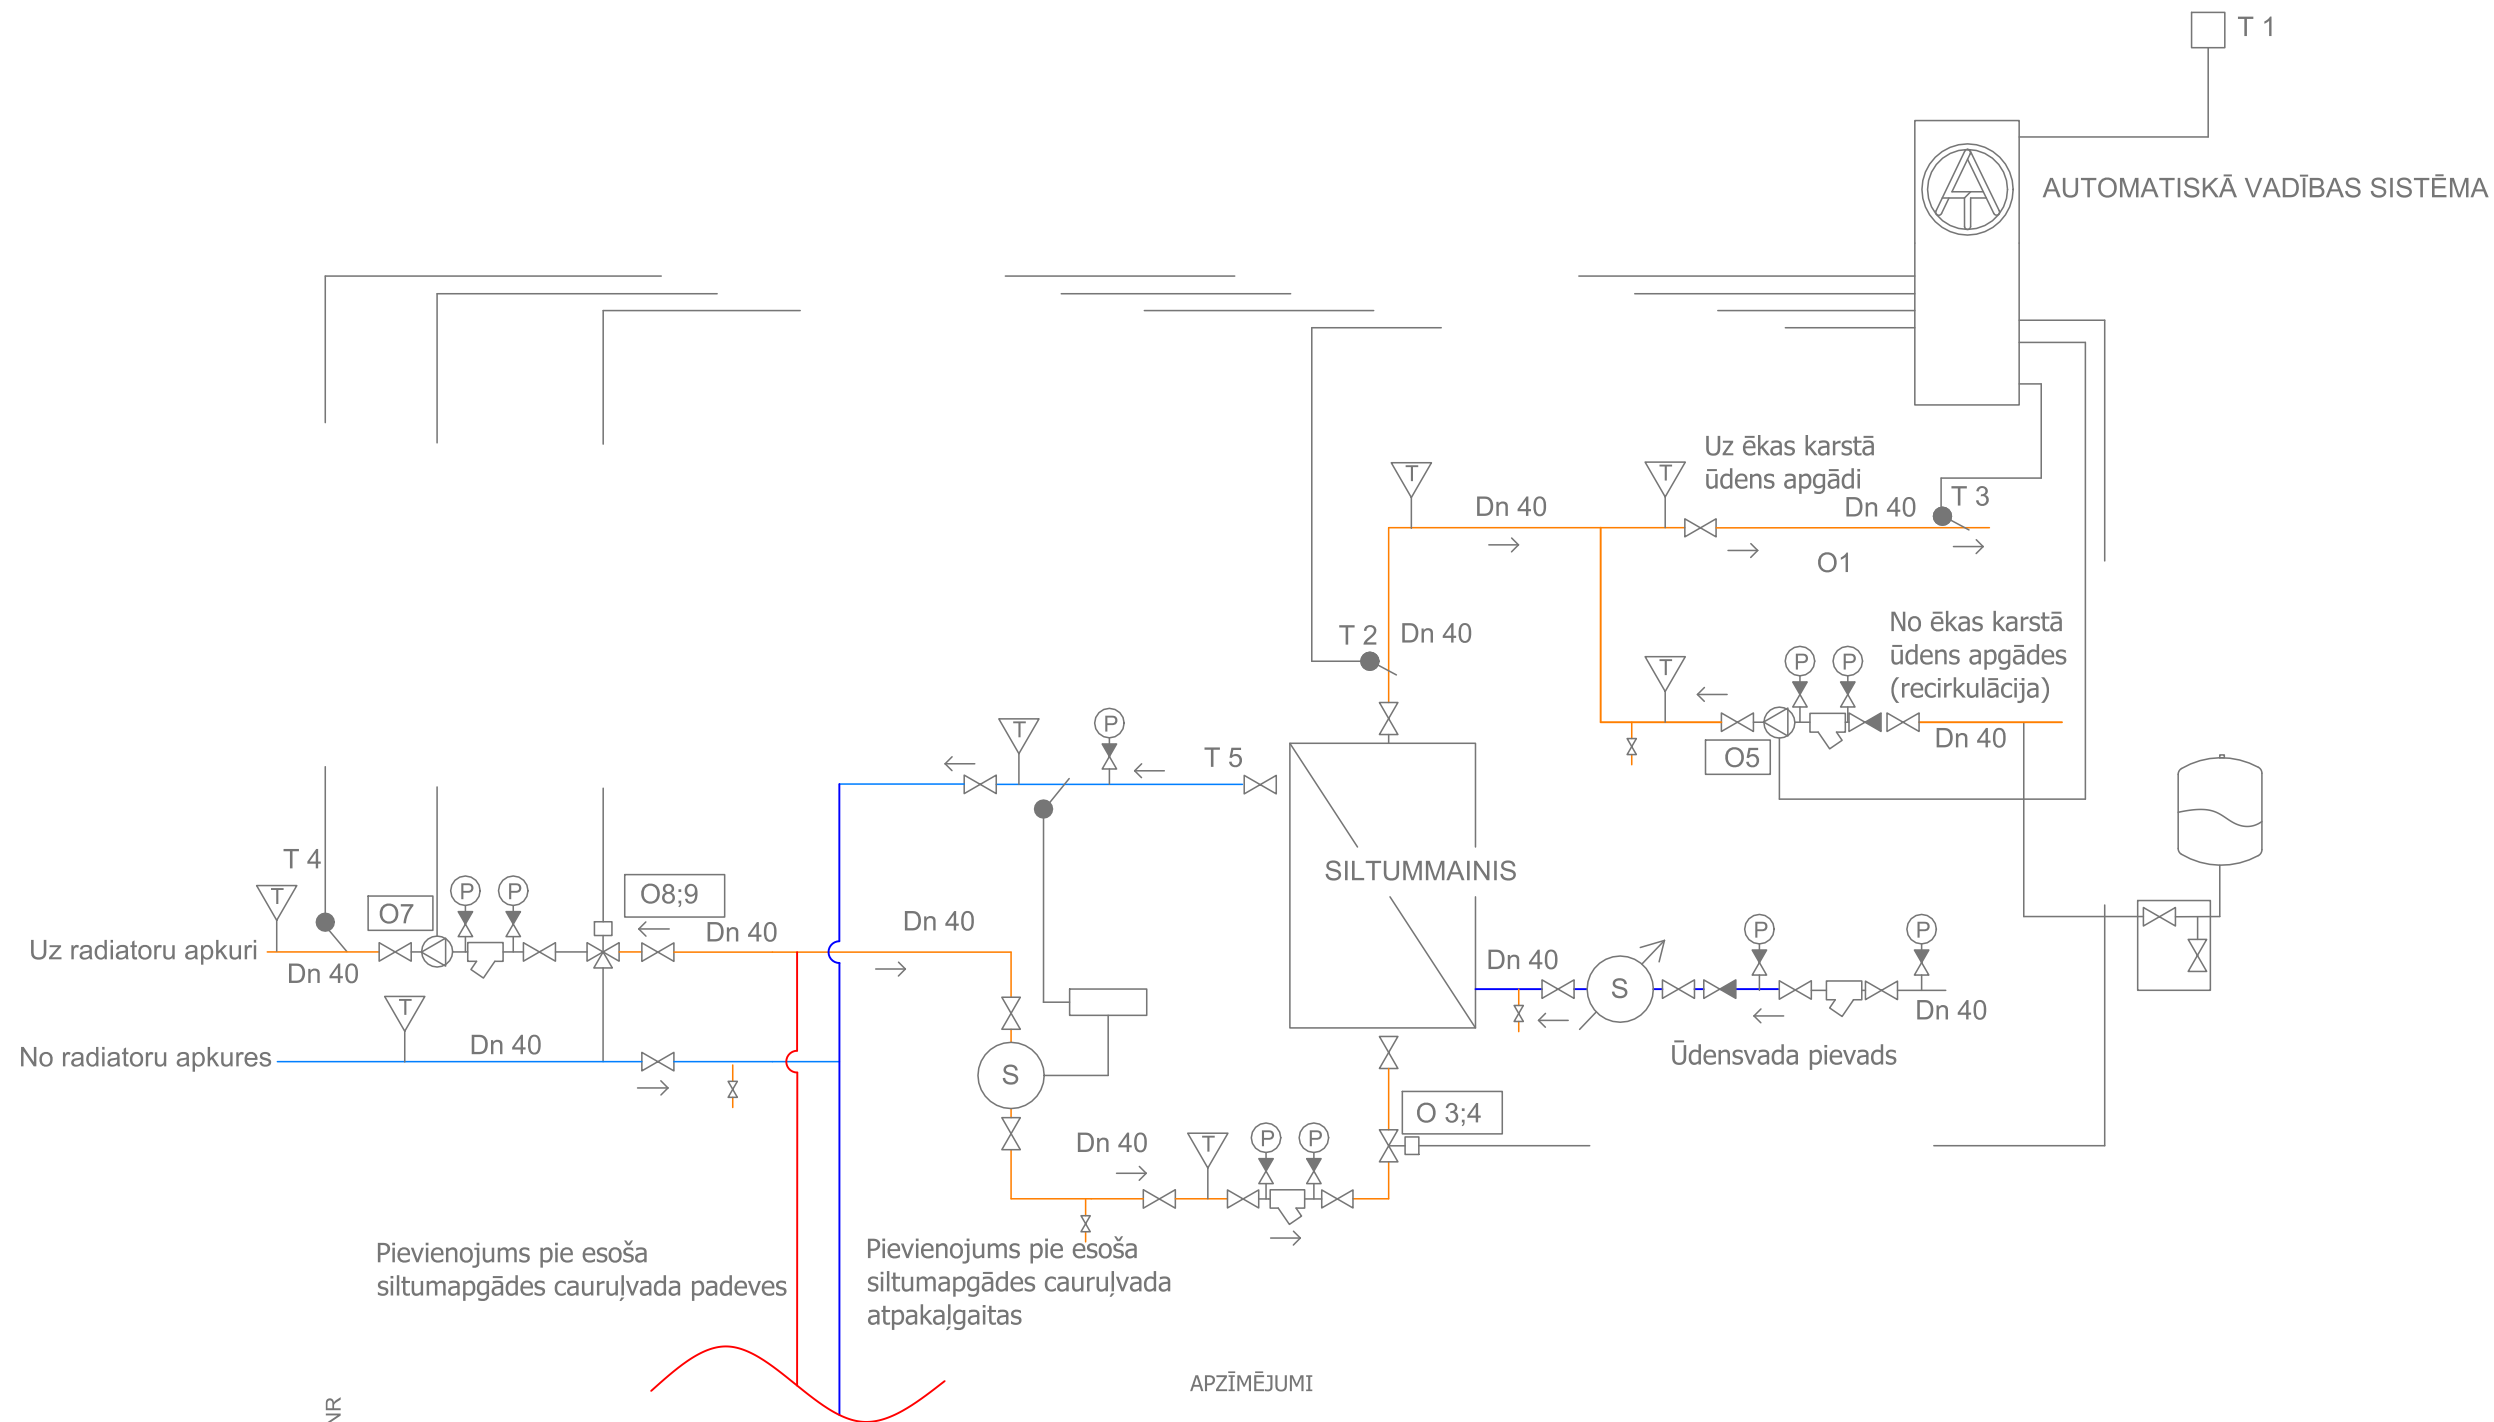 T 1
AUTOMATISKĀ VADĪBAS SISTĒMA
Uz ēkas karstā
ūdens apgādi
T
T
Dn 40
Dn 40
T 3
O1
T 2
Dn 40
No ēkas karstā
ūdens apgādes
(recirkulācija)
T
P
P
Dn 40
O5
T
P
T 5
SILTUMMAINIS
T 4
T
O7
P
P
O8;9
Dn 40
Dn 40
Uz radiatoru apkuri
Dn 40
T
Dn 40
No radiatoru apkures
Dn 40
S
P
P
Dn 40
Ūdensvada pievads
S
O 3;4
Dn 40
T
P
P
Pievienojums pie esoša
siltumapgādes cauruļvada padeves
Pievienojums pie esoša
siltumapgādes cauruļvada
atpakaļgaitas
APZĪMĒJUMI
NR